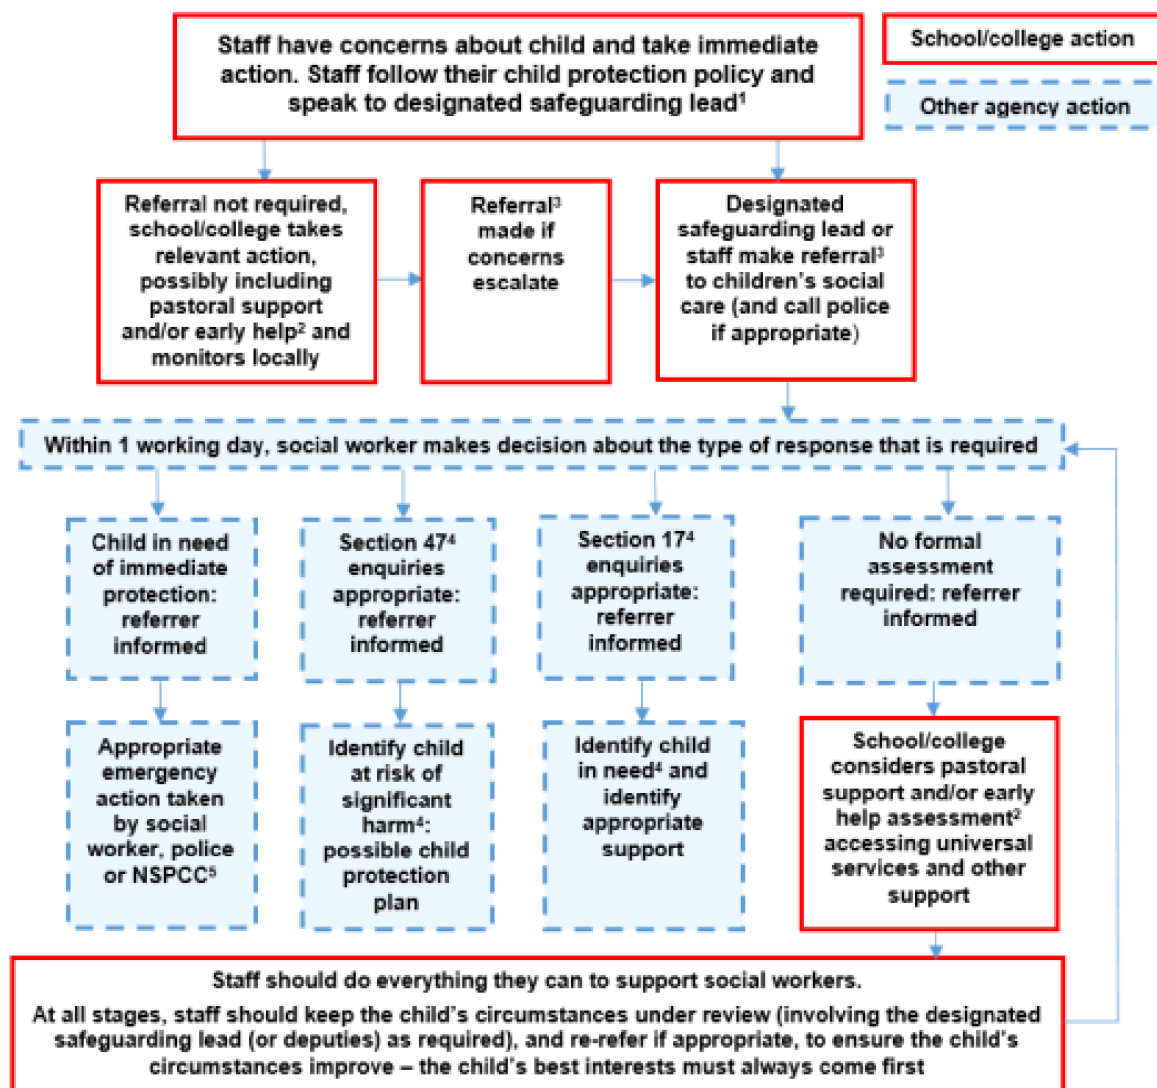 Staff have concerns about child and take immediate
action. Staff follow their child protection policy and
speak to designated safeguarding lead¹
School/college action
Other agency action
Referral not required,
school/college takes
relevant action,
possibly including
pastoral support
and/or early help² and
monitors locally
Referral³
made if
concerns
escalate
Designated
safeguarding lead or
staff make referral³
to children’s social
care (and call police
if appropriate)
Within 1 working day, social worker makes decision about the type of response that is required
Child in need
of immediate
protection:
referrer
informed
Section 47⁴
enquiries
appropriate:
referrer
informed
Section 17⁴
enquiries
appropriate:
referrer
informed
No formal
assessment
required: referrer
informed
Appropriate
emergency
action taken
by social
worker, police
or NSPCC⁵
Identify child
at risk of
significant
harm⁴:
possible child
protection
plan
Identify child
in need⁴ and
identify
appropriate
support
School/college
considers pastoral
support and/or early
help assessment²
accessing universal
services and other
support
Staff should do everything they can to support social workers.
At all stages, staff should keep the child’s circumstances under review (involving the designated
safeguarding lead (or deputies) as required), and re-refer if appropriate, to ensure the child’s
circumstances improve – the child’s best interests must always come first